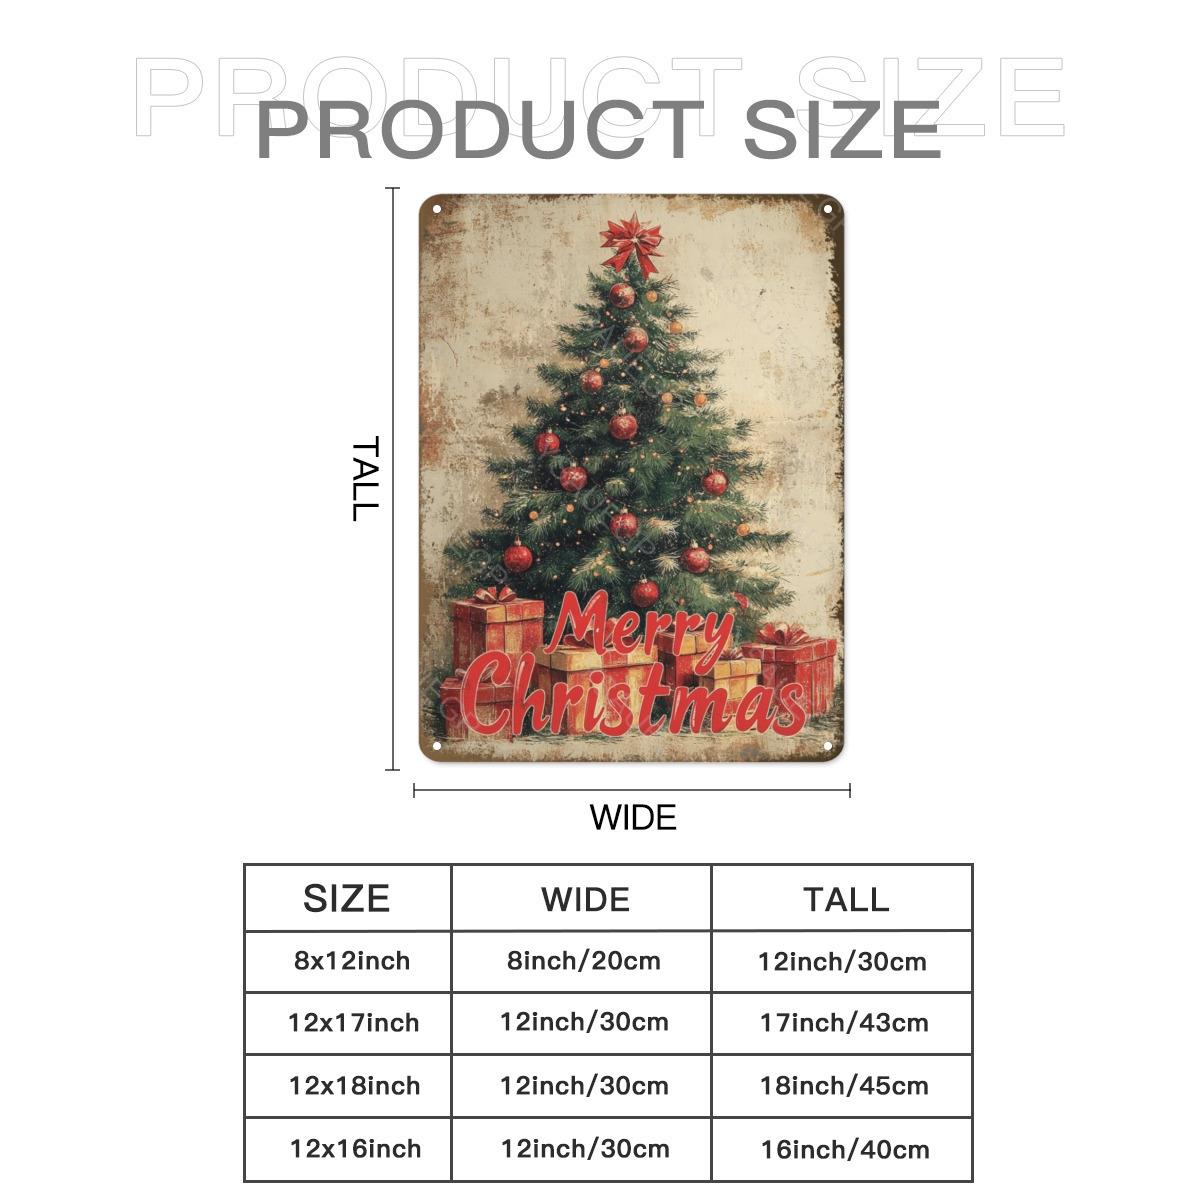 PRODUCT SIZE
PRODUCT SIZE
TALL
Merry
Christmas
WIDE
SIZE WIDE TALL
8x12inch 8inch/20cm 12inch/30cm
12x17inch 12inch/30cm 17inch/43cm
12x18inch 12inch/30cm 18inch/45cm
12x16inch 12inch/30cm 16inch/40cm